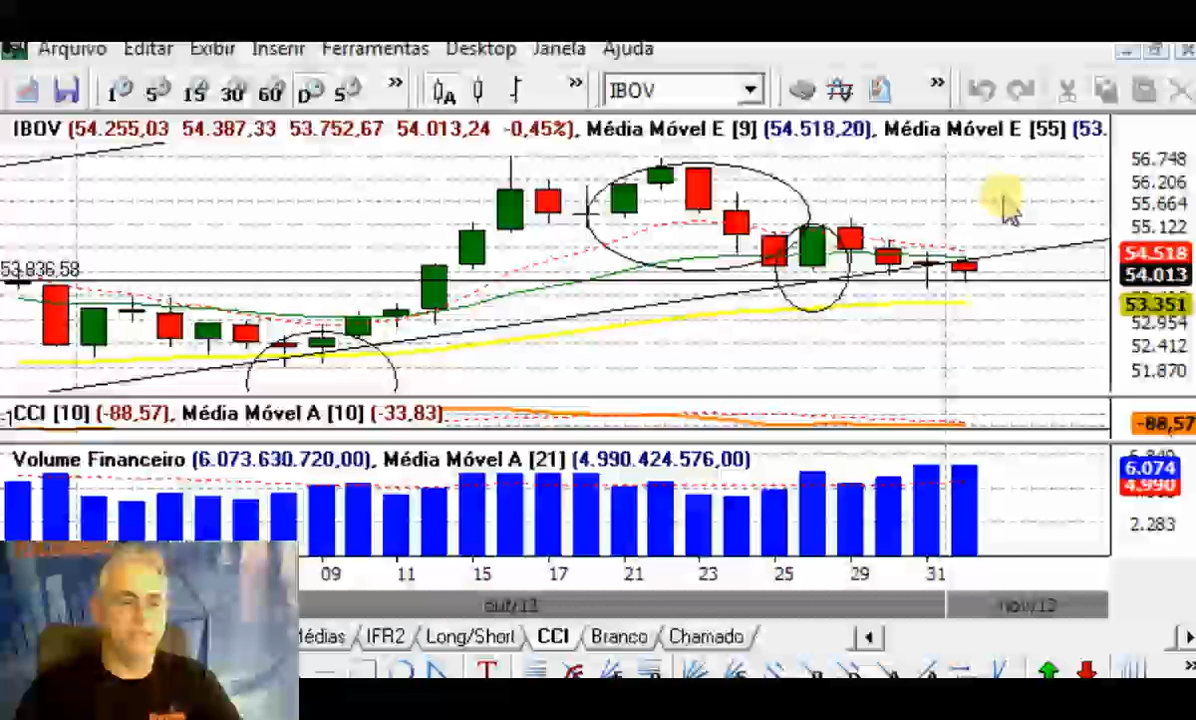 Arquivo Editar Exibir Inserir Ferramentas Desktop Janela Ajuda
1 5 15 30 60 D S » A » IBOV »
IBOV (54.255,03 54.387,33 53.752,67 54.013,24 -0,45%), Média Móvel E [9] (54.518,20), Média Móvel E [55] (53.
56.748
56.206
55.664
55.122
54.518
53.836,58
54.013
53.351
52.954
52.412
51.870
CCI [10] (-88,57), Média Móvel A [10] (-33,83)
-88,57
Volume Financeiro (6.073.630.720,00), Média Móvel A [21] (4.990.424.576,00)
6.074
4.990
2.283
09 11 15 17 21 23 25 29 31
out/13 nov/13
Médias IFR2 Long/Short CCI Branco Chamado
T